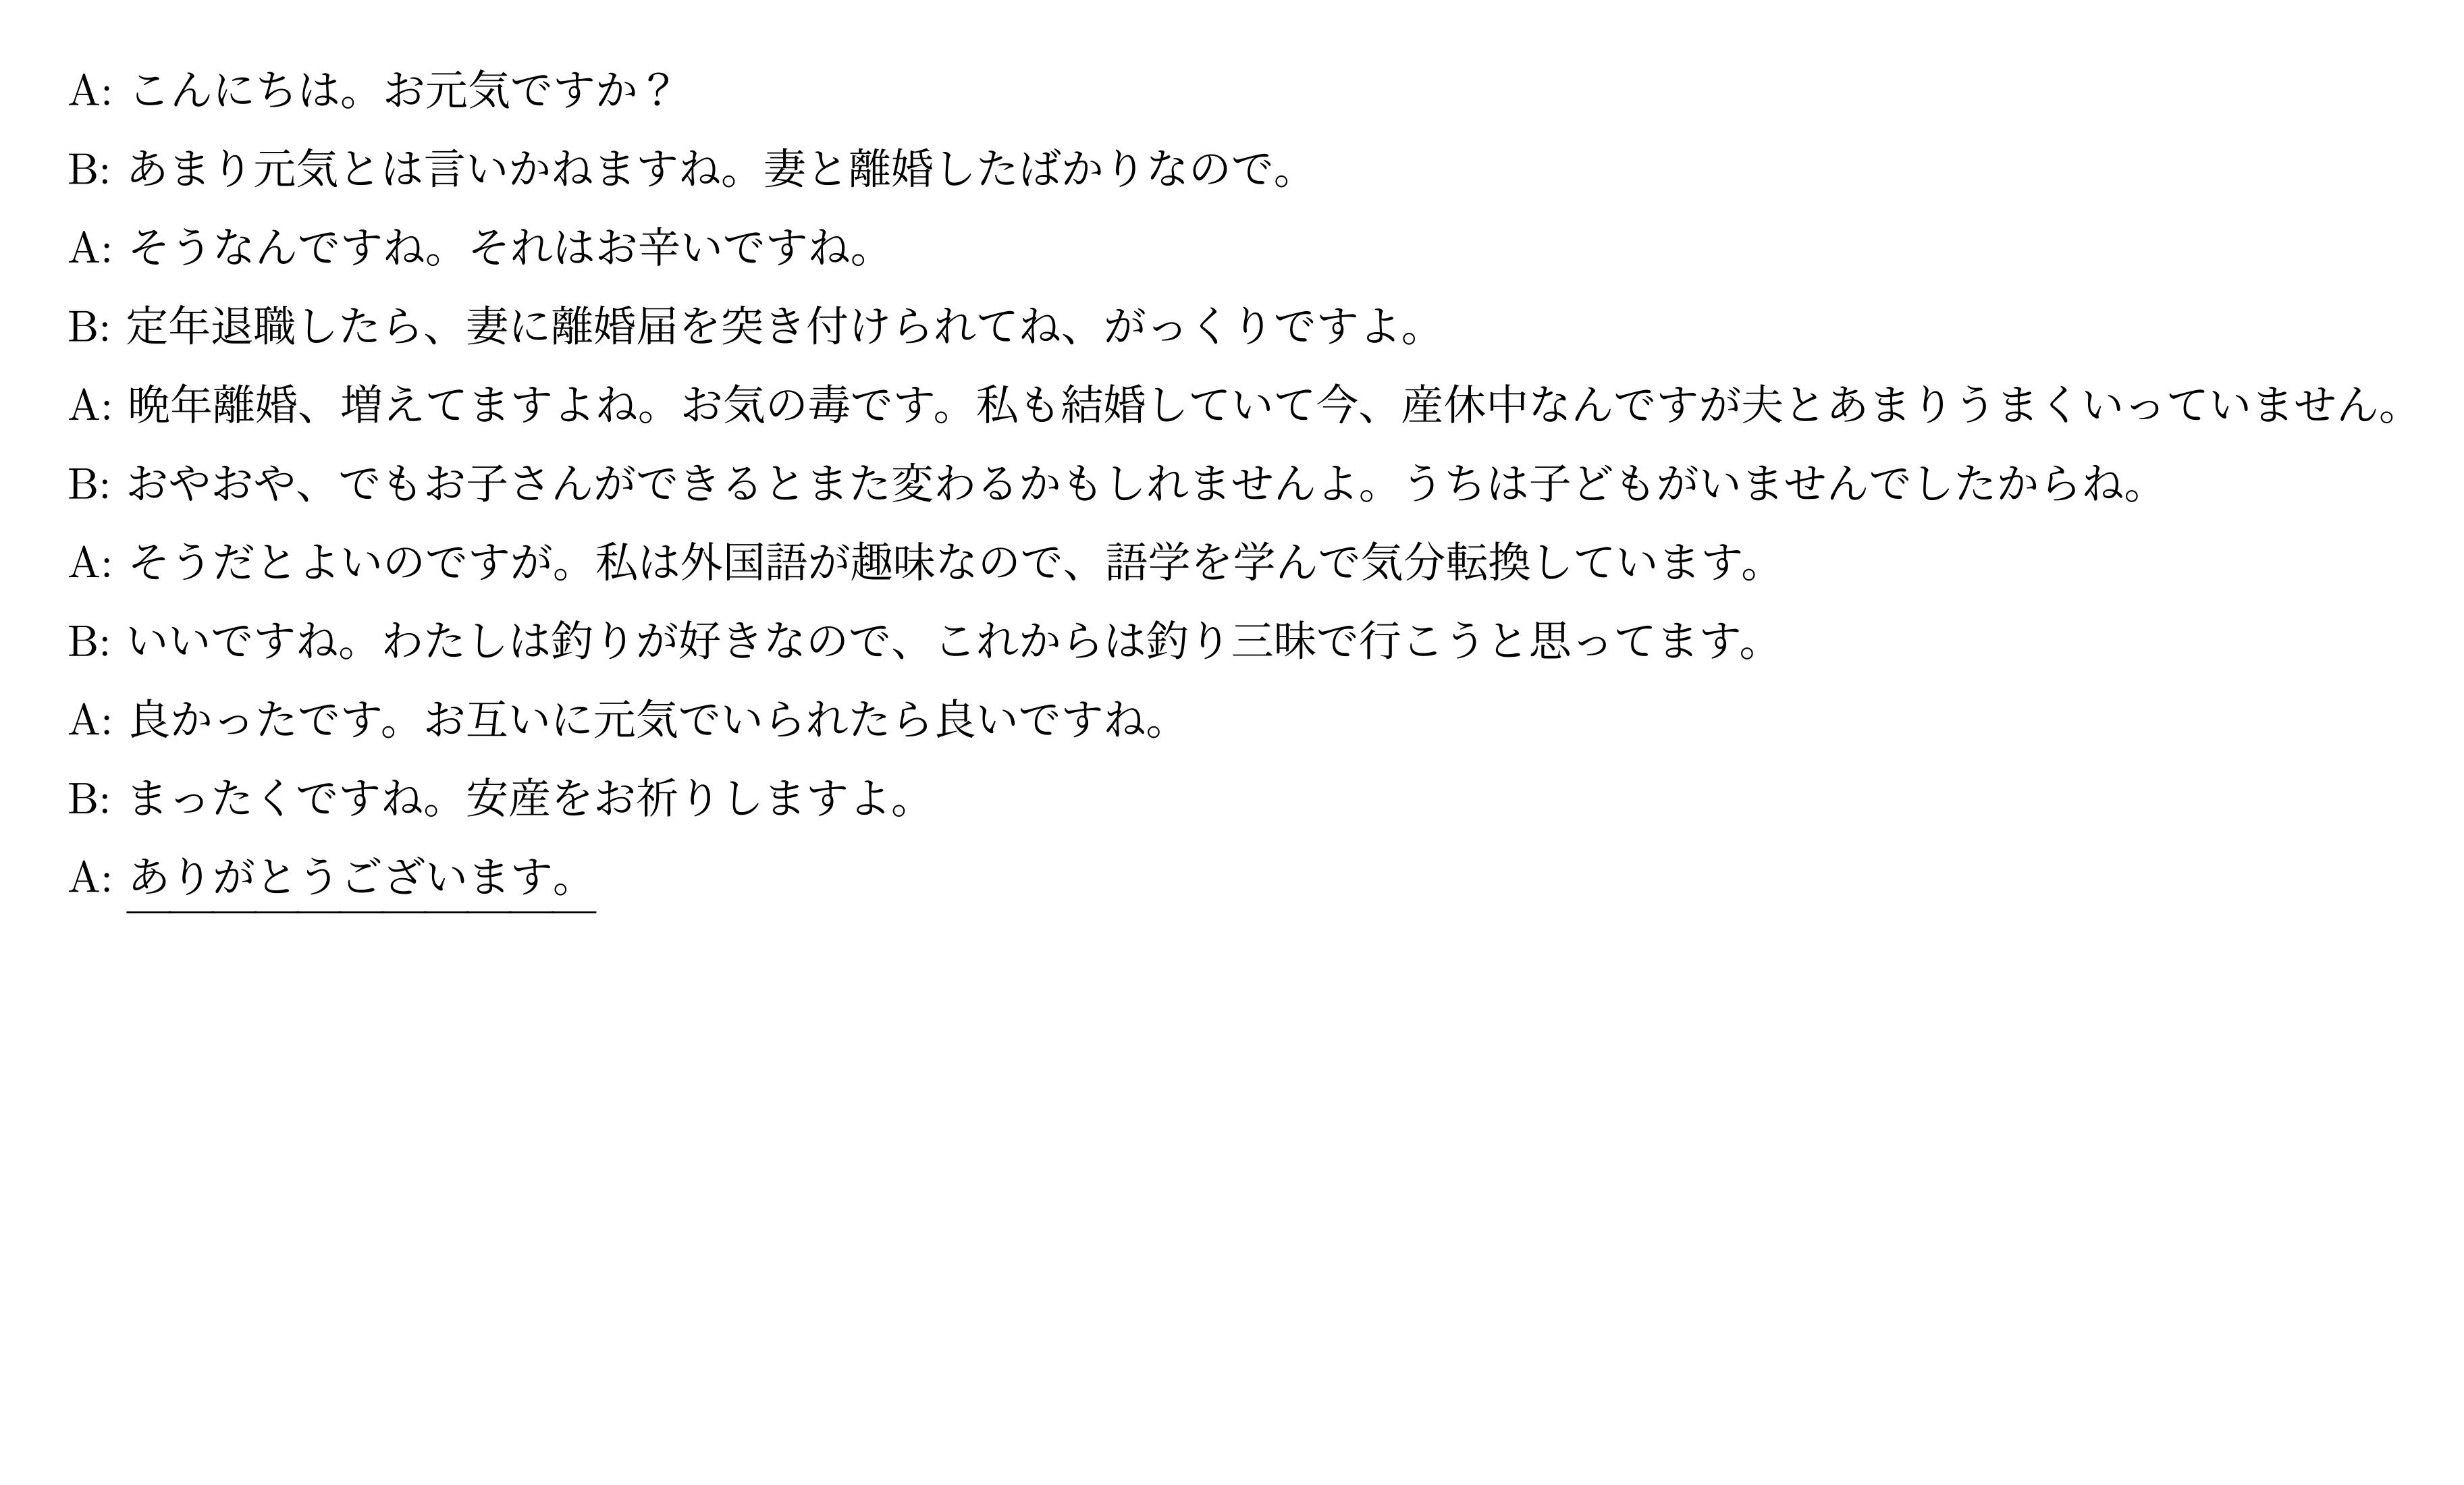 A: こんにちは。お元気ですか？
B: あまり元気とは言いかねますね。妻と離婚したばかりなので。
A: そうなんですね。それはお辛いですね。
B: 定年退職したら、妻に離婚届を突き付けられてね、がっくりですよ。
A: 晩年離婚、増えてますよね。お気の毒です。私も結婚していて今、産休中なんですが夫とあまりうまくいっていません。
B: おやおや、でもお子さんができるとまた変わるかもしれませんよ。うちは子どもがいませんでしたからね。
A: そうだとよいのですが。私は外国語が趣味なので、語学を学んで気分転換しています。
B: いいですね。わたしは釣りが好きなので、これからは釣り三昧で行こうと思ってます。
A: 良かったです。お互いに元気でいられたら良いですね。
B: まったくですね。安産をお祈りしますよ。
A: ありがとうございます。